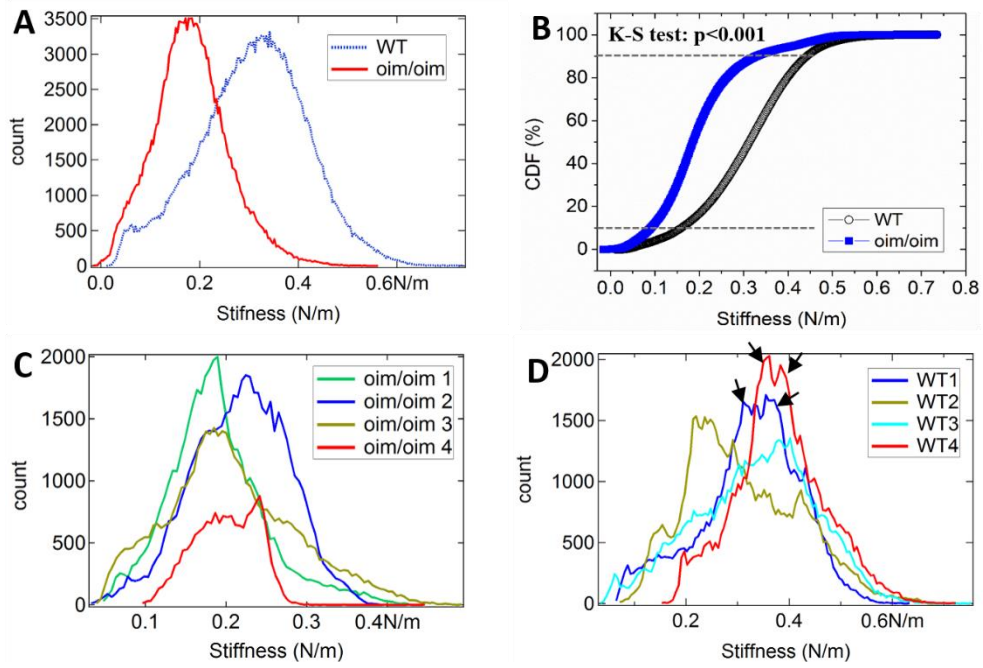 A
3500
3000
2500
2000
1500
1000
500
0
count
WT
oim/oim
0.0
0.2
0.4
0.6N/m
Stifness (N/m)
B
K-S test: p<0.001
100
80
60
40
20
0
CDF (%)
WT
oim/oim
0.0 0.1 0.2 0.3 0.4 0.5 0.6 0.7 0.8
Stiffness (N/m)
C
2000
1500
1000
500
0
count
oim/oim 1
oim/oim 2
oim/oim 3
oim/oim 4
0.1
0.2
0.3
0.4N/m
Stiffness (N/m)
D
2000
1500
1000
500
0
count
WT1
WT2
WT3
WT4
0.2
0.4
0.6N/m
Stiffness (N/m)